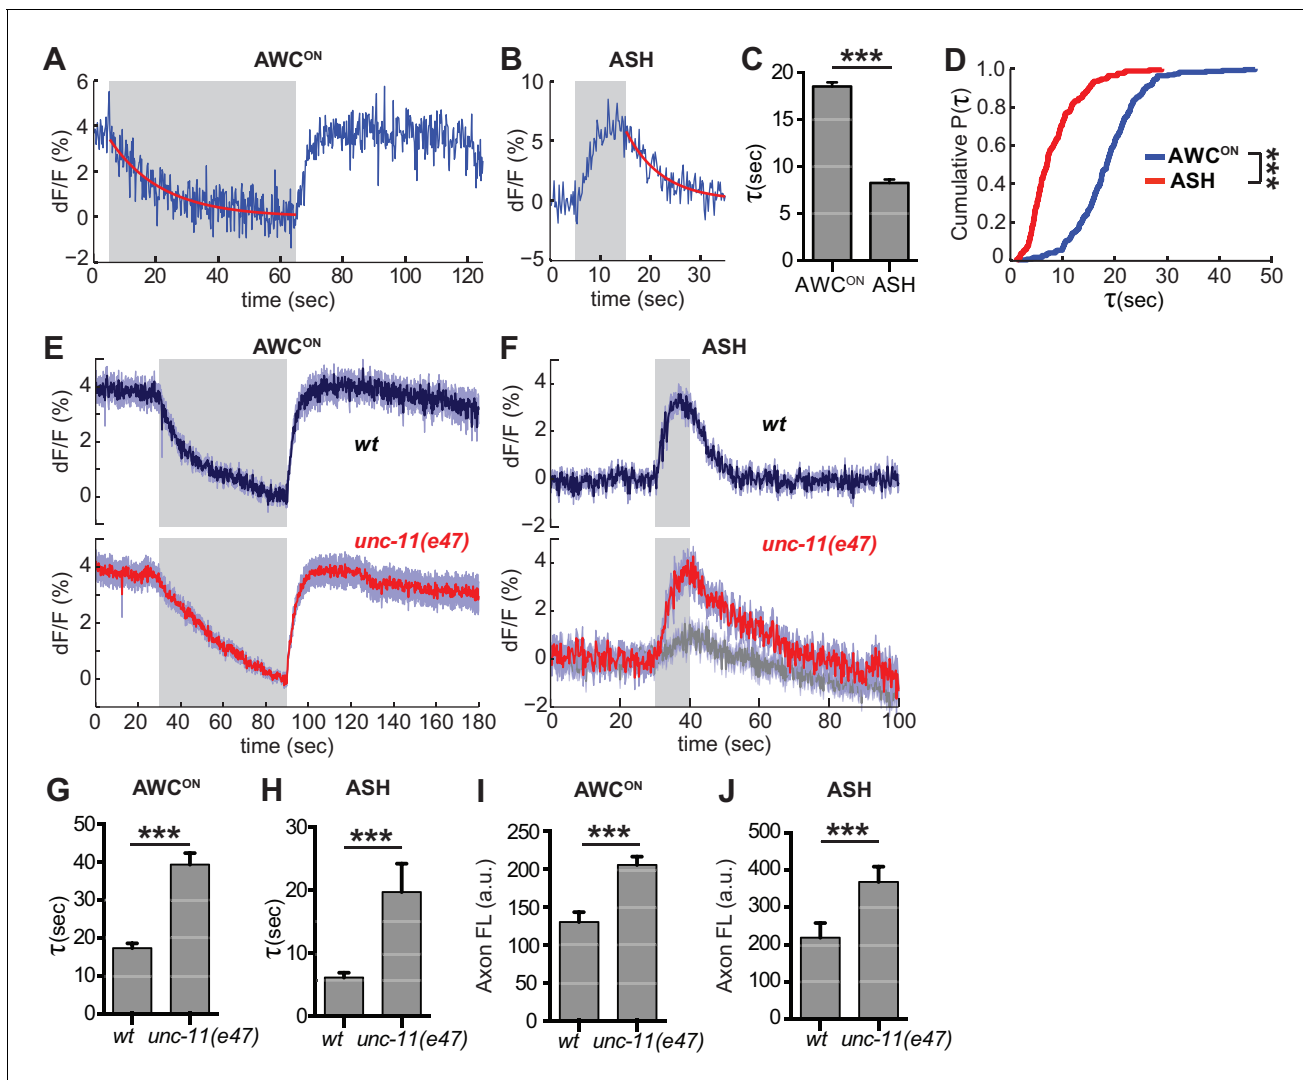 A
AWC^ON
dF/F (%)
6
4
2
0
−2
0 20 40 60 80 100 120
time (sec)
B
ASH
dF/F (%)
10
5
0
−5
0 10 20 30
time (sec)
C
***
τ(sec)
20
15
10
5
0
AWC^ON ASH
D
Cumulative P(τ)
1.0
0.8
0.6
0.4
0.2
0
0 10 20 30 40 50
τ(sec)
AWC^ON
ASH
***
E
AWC^ON
dF/F (%)
4
2
0
wt
unc-11(e47)
dF/F (%)
4
2
0
0 20 40 60 80 100 120 140 160 180
time (sec)
F
ASH
dF/F (%)
4
2
0
−2
wt
unc-11(e47)
dF/F (%)
4
2
0
−2
0 20 40 60 80 100
time (sec)
G
AWC^ON
***
τ(sec)
50
40
30
20
10
0
wt unc-11(e47)
H
ASH
***
τ(sec)
30
20
10
0
wt unc-11(e47)
I
AWC^ON
***
Axon FL (a.u.)
250
200
150
100
50
0
wt unc-11(e47)
J
ASH
***
Axon FL (a.u.)
500
400
300
200
100
0
wt unc-11(e47)